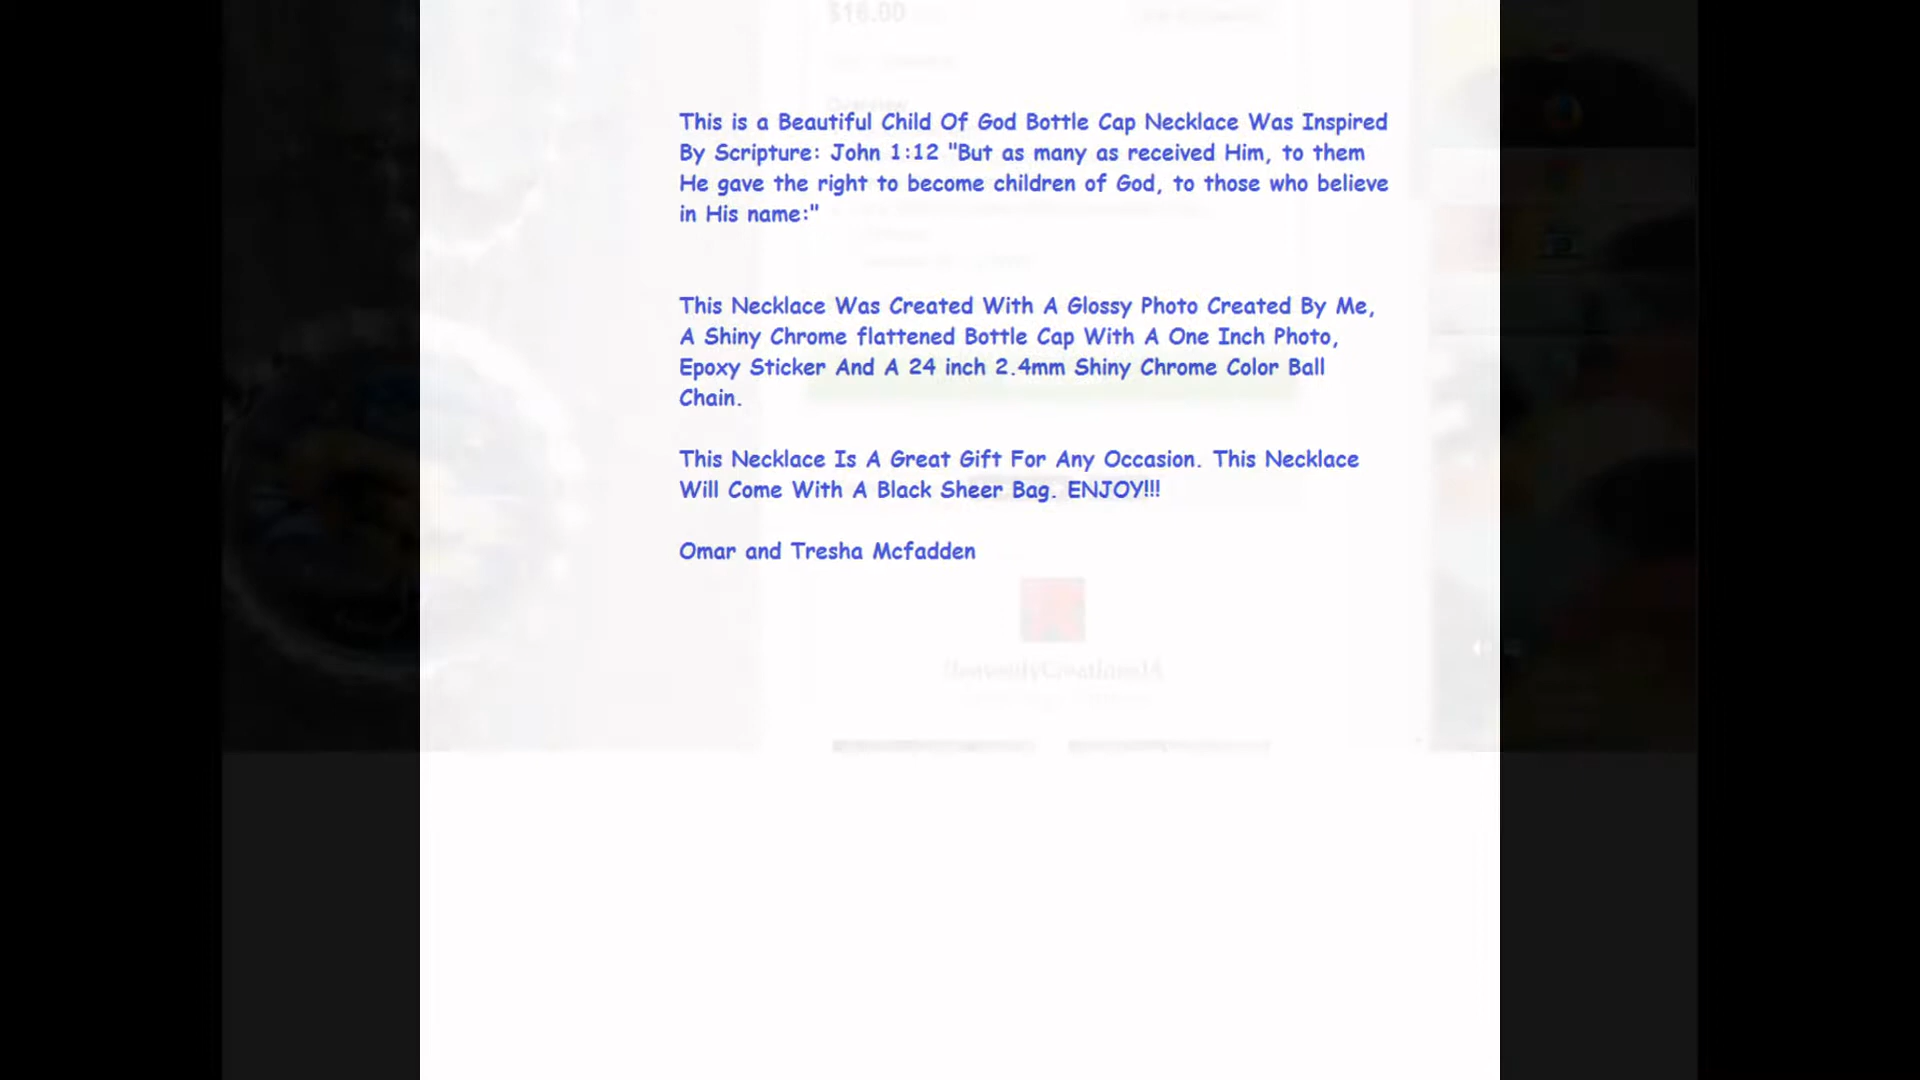 $16.00
Overview
This is a Beautiful Child Of God Bottle Cap Necklace Was Inspired
By Scripture: John 1:12 "But as many as received Him, to them
He gave the right to become children of God, to those who believe
in His name:"
This Necklace Was Created With A Glossy Photo Created By Me,
A Shiny Chrome flattened Bottle Cap With A One Inch Photo,
Epoxy Sticker And A 24 inch 2.4mm Shiny Chrome Color Ball
Chain.
This Necklace Is A Great Gift For Any Occasion. This Necklace
Will Come With A Black Sheer Bag. ENJOY!!!
Omar and Tresha Mcfadden
HeavenlyCreations14